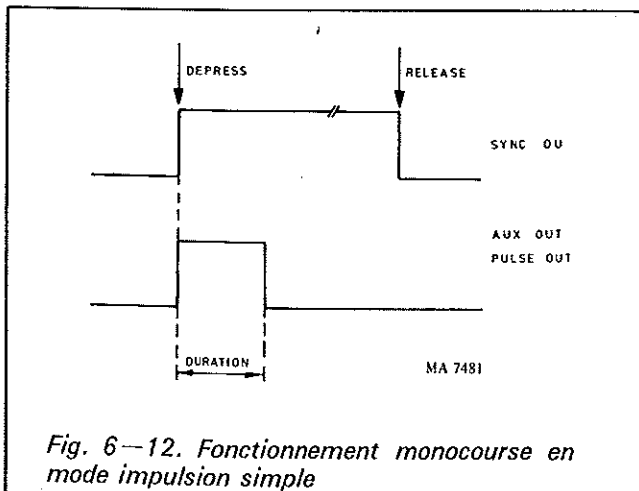 DEPRESS
RELEASE
SYNC OU
AUX OUT
PULSE OUT
DURATION
MA 7481
Fig. 6—12. Fonctionnement monocourse en
mode impulsion simple